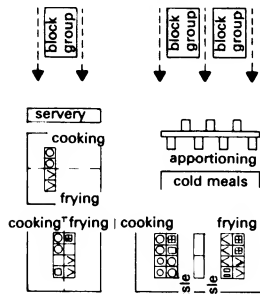 block
group
block
group
block
group
servery
cooking
frying
apportioning
cold meals
cooking frying
cooking
frying
sle
sle